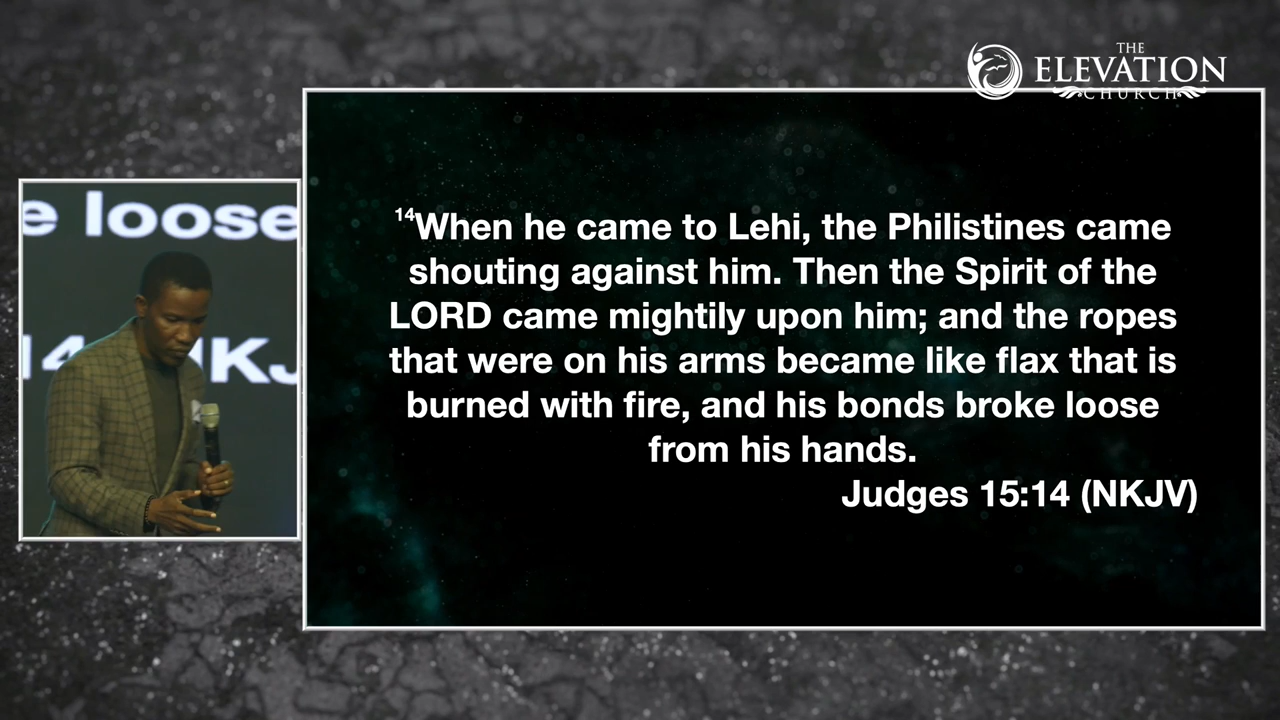 THE
ELEVATION
CHURCH
e loose
14 NKJ
14When he came to Lehi, the Philistines came
shouting against him. Then the Spirit of the
LORD came mightily upon him; and the ropes
that were on his arms became like flax that is
burned with fire, and his bonds broke loose
from his hands.
Judges 15:14 (NKJV)